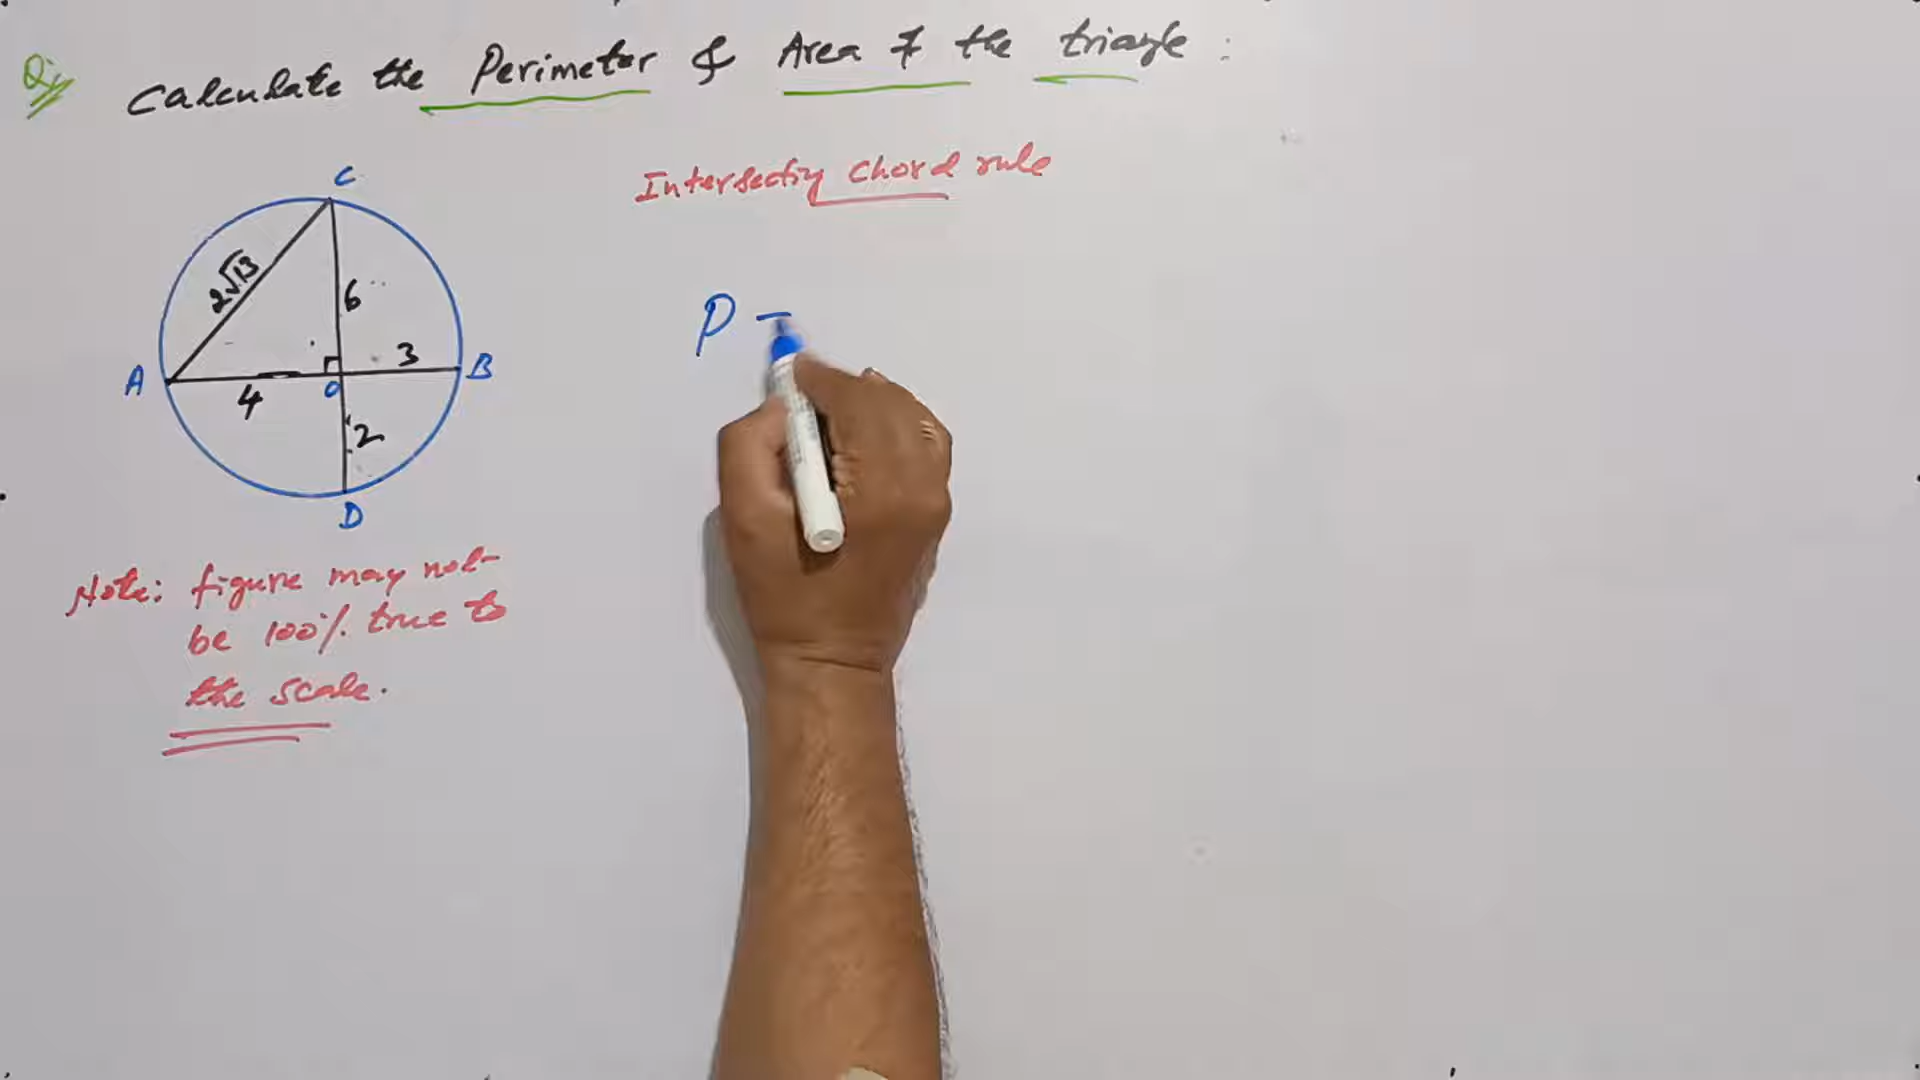 Q
Calculate the Perimeter & Area of the triangle :
Intersecting chord rule
C
2√13
6
A
4
O
3
B
2
D
P -
Note: figure may not
be 100% true to
the scale.